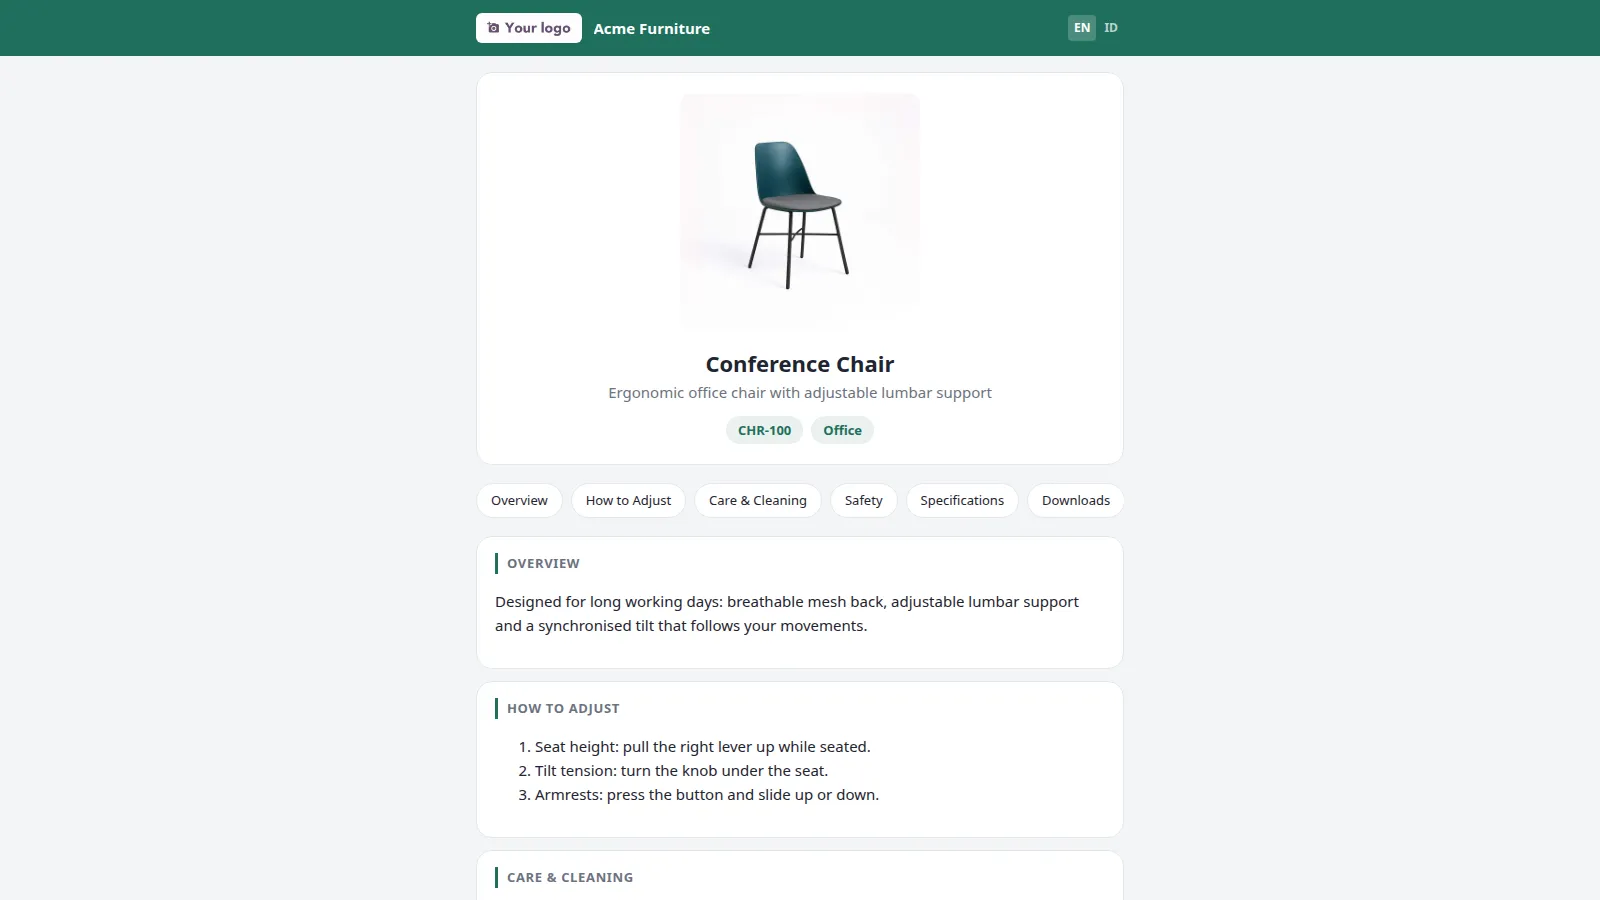 Your logo
Acme Furniture
EN ID
Conference Chair
Ergonomic office chair with adjustable lumbar support
CHR-100 Office
Overview How to Adjust Care & Cleaning Safety Specifications Downloads
OVERVIEW
Designed for long working days: breathable mesh back, adjustable lumbar support
and a synchronised tilt that follows your movements.
HOW TO ADJUST
1. Seat height: pull the right lever up while seated.
2. Tilt tension: turn the knob under the seat.
3. Armrests: press the button and slide up or down.
CARE & CLEANING